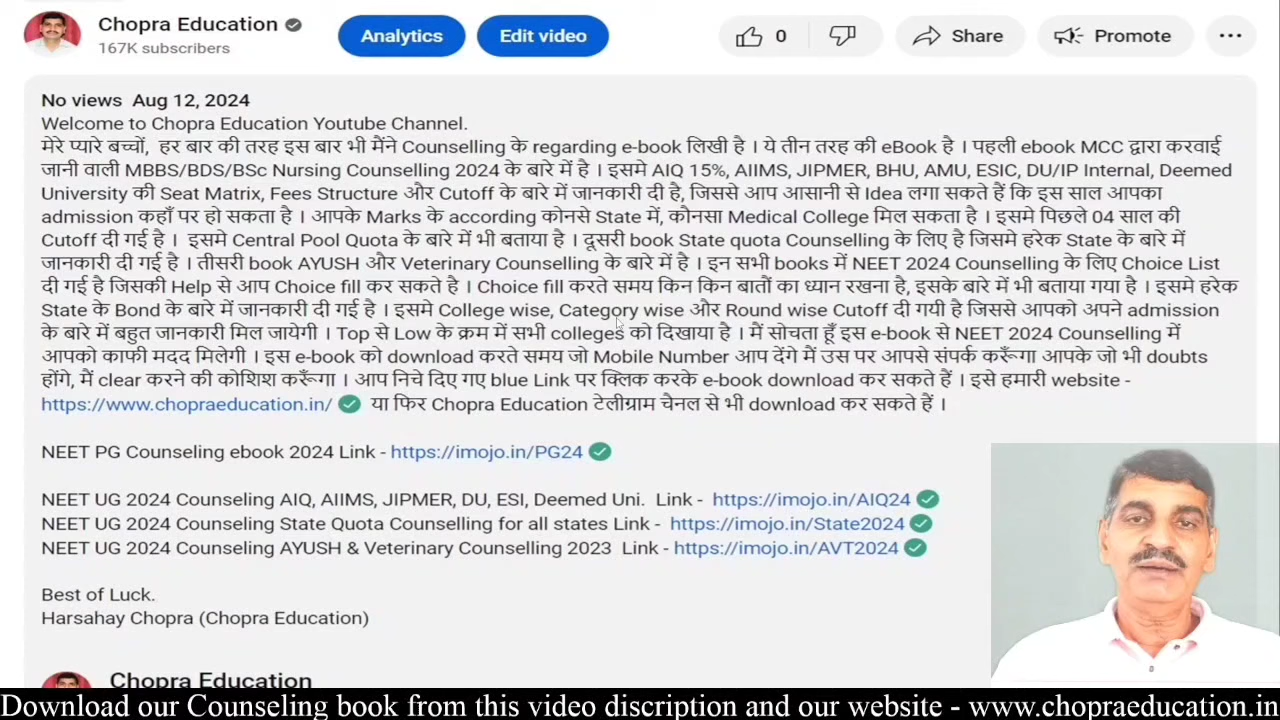 Chopra Education
167K subscribers
Analytics
Edit video
0
Share
Promote
No views Aug 12, 2024
Welcome to Chopra Education Youtube Channel.
मेरे प्यारे बच्चों, हर बार की तरह इस बार भी मैंने Counselling के regarding e-book लिखी है । ये तीन तरह की eBook है । पहली ebook MCC द्वारा करवाई
जानी वाली MBBS/BDS/BSc Nursing Counselling 2024 के बारे में है । इसमे AIQ 15%, AIIMS, JIPMER, BHU, AMU, ESIC, DU/IP Internal, Deemed
University की Seat Matrix, Fees Structure और Cutoff के बारे में जानकारी दी है, जिससे आप आसानी से Idea लगा सकते हैं कि इस साल आपका
admission कहाँ पर हो सकता है । आपके Marks के according कोनसे State में, कौनसा Medical College मिल सकता है । इसमे पिछले 04 साल की
Cutoff दी गई है । इसमे Central Pool Quota के बारे में भी बताया है । दूसरी book State quota Counselling के लिए है जिसमे हरेक State के बारे में
जानकारी दी गई है । तीसरी book AYUSH और Veterinary Counselling के बारे में है । इन सभी books में NEET 2024 Counselling के लिए Choice List
दी गई है जिसकी Help से आप Choice fill कर सकते है । Choice fill करते समय किन किन बातों का ध्यान रखना है, इसके बारे में भी बताया गया है । इसमे हरेक
State के Bond के बारे में जानकारी दी गई है । इसमे College wise, Category wise और Round wise Cutoff दी गयी है जिससे आपको अपने admission
के बारे में बहुत जानकारी मिल जायेगी । Top से Low के क्रम में सभी colleges को दिखाया है । मैं सोचता हूँ इस e-book से NEET 2024 Counselling में
आपको काफी मदद मिलेगी । इस e-book को download करते समय जो Mobile Number आप देंगे मैं उस पर आपसे संपर्क करूँगा आपके जो भी doubts
होंगे, मैं clear करने की कोशिश करूँगा । आप निचे दिए गए blue Link पर क्लिक करके e-book download कर सकते हैं । इसे हमारी website -
https://www.chopraeducation.in/ या फिर Chopra Education टेलीग्राम चैनल से भी download कर सकते हैं ।
NEET PG Counseling ebook 2024 Link - https://imojo.in/PG24
NEET UG 2024 Counseling AIQ, AIIMS, JIPMER, DU, ESI, Deemed Uni. Link - https://imojo.in/AIQ24
NEET UG 2024 Counseling State Quota Counselling for all states Link - https://imojo.in/State2024
NEET UG 2024 Counseling AYUSH & Veterinary Counselling 2023 Link - https://imojo.in/AVT2024
Best of Luck.
Harsahay Chopra (Chopra Education)
Chopra Education
Download our Counseling book from this video discription and our website - www.chopraeducation.in